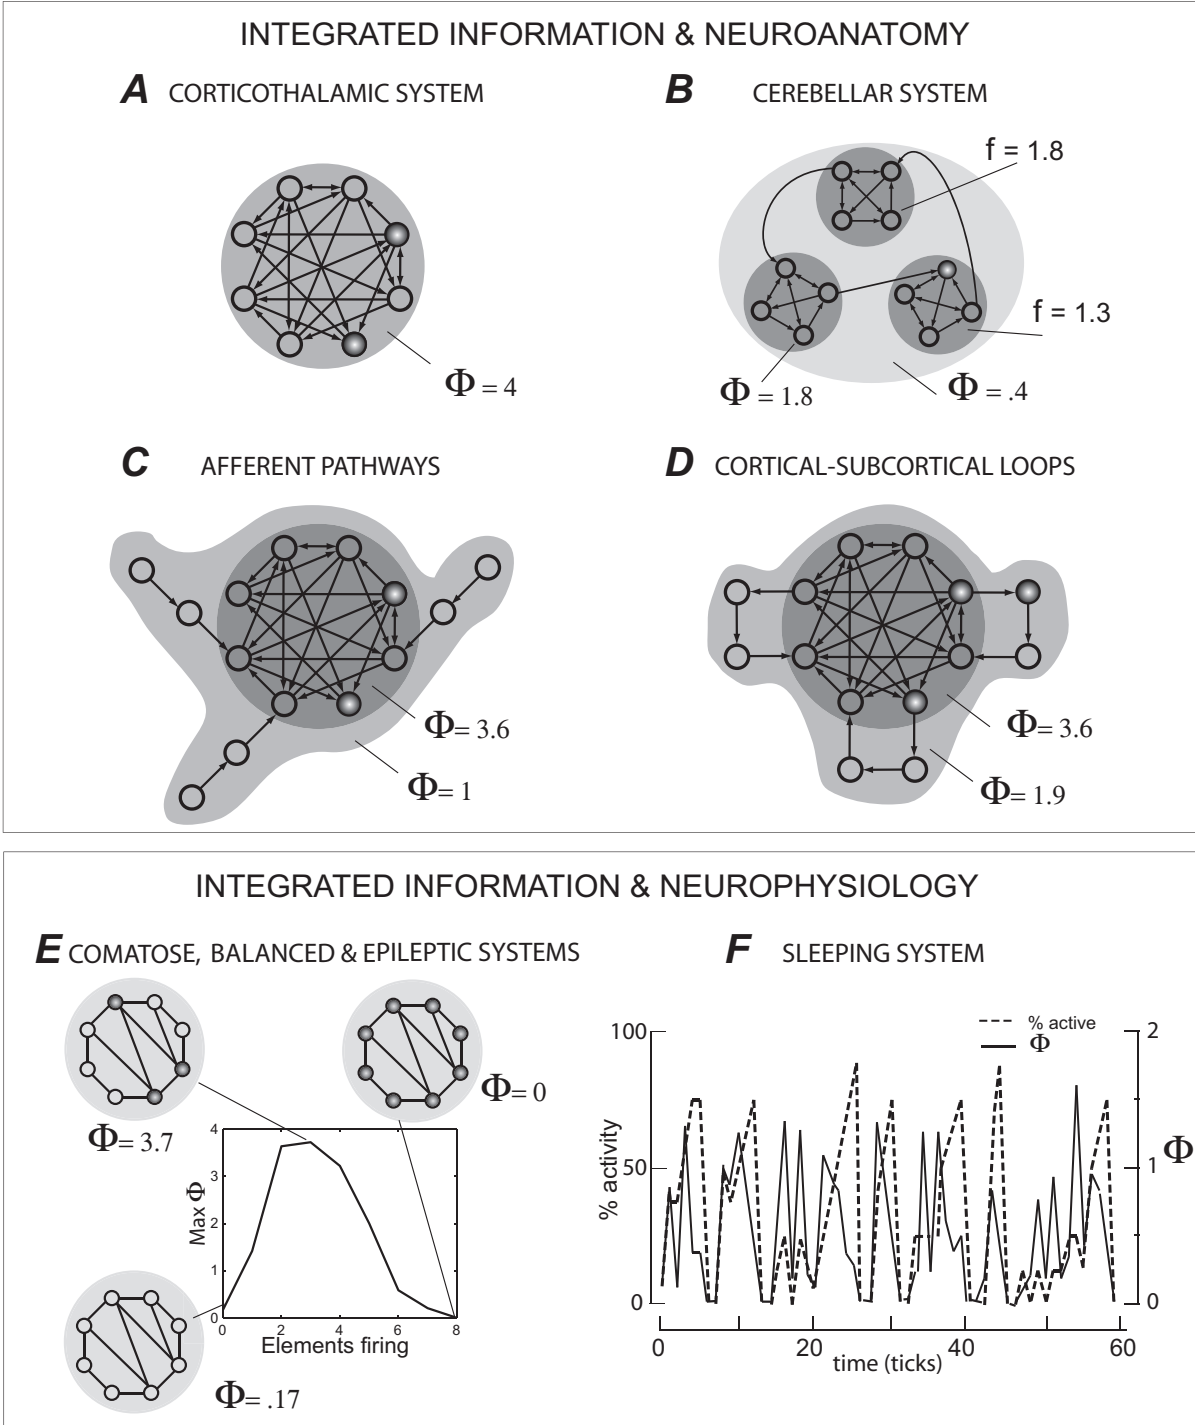 INTEGRATED INFORMATION & NEUROANATOMY
A CORTICOTHALAMIC SYSTEM
Φ = 4
B CEREBELLAR SYSTEM
f = 1.8
f = 1.3
Φ = 1.8
Φ = .4
C AFFERENT PATHWAYS
Φ= 3.6
Φ= 1
D CORTICAL-SUBCORTICAL LOOPS
Φ= 3.6
Φ= 1.9
INTEGRATED INFORMATION & NEUROPHYSIOLOGY
E COMATOSE, BALANCED & EPILEPTIC SYSTEMS
Φ= 3.7
Φ= 0
4
3
2
1
0
Max Φ
0 2 4 6 8
Elements firing
Φ= .17
F SLEEPING SYSTEM
% active
Φ
100
50
0
% activity
2
1
0
Φ
0 20 40 60
time (ticks)